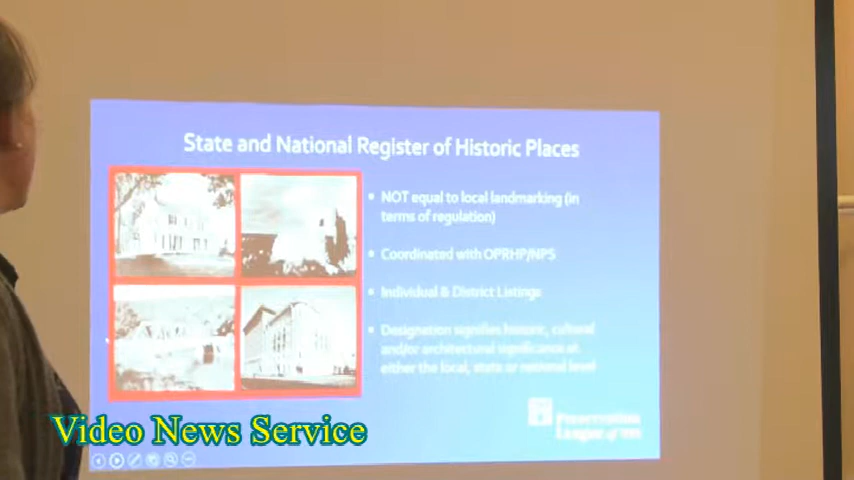 State and National Register of Historic Places
NOT equal to local landmarking (in
terms of regulation)
Coordinated with OPRHP/NPS
Individual & District Listings
Designation signifies historic, cultural
and/or architectural significance at
either the local, state or national level
Preservation
League of NYS
Video News Service